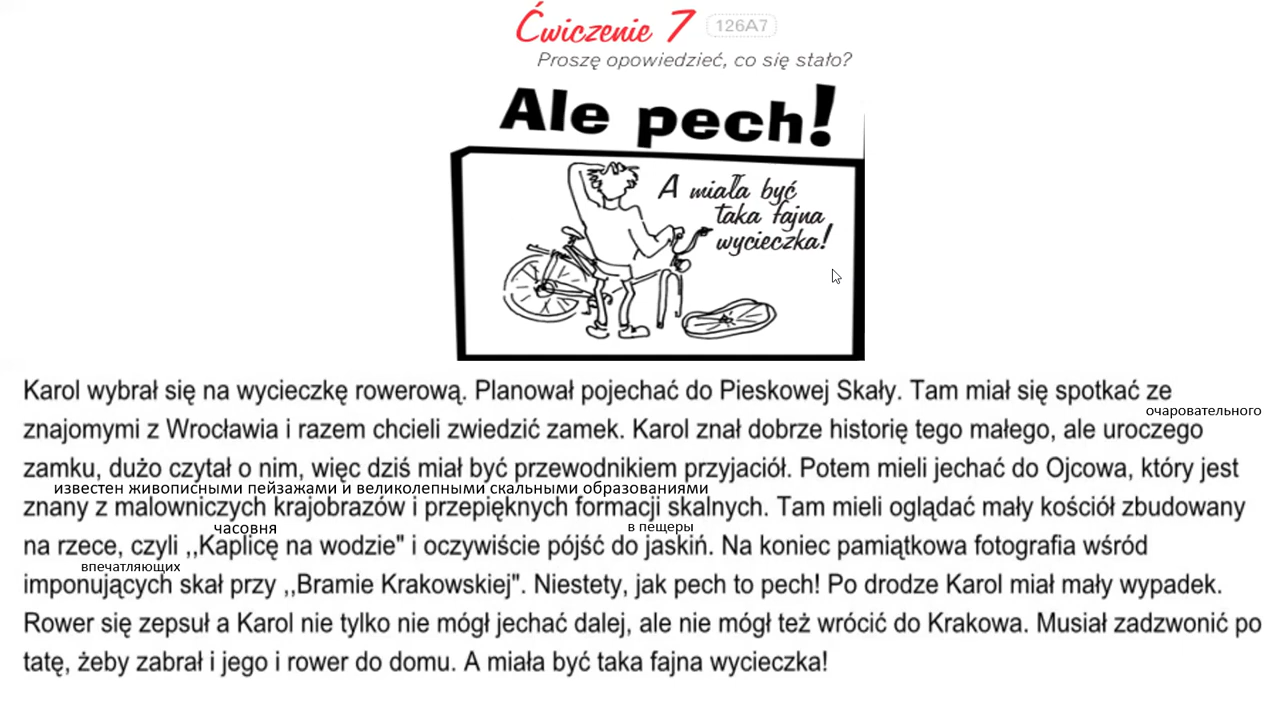 Ćwiczenie 7 126A7
Proszę opowiedzieć, co się stało?
Ale pech!
A miała być
taka fajna
wycieczka!
Karol wybrał się na wycieczkę rowerową. Planował pojechać do Pieskowej Skały. Tam miał się spotkać ze
очаровательного
znajomymi z Wrocławia i razem chcieli zwiedzić zamek. Karol znał dobrze historię tego małego, ale uroczego
zamku, dużo czytał o nim, więc dziś miał być przewodnikiem przyjaciół. Potem mieli jechać do Ojcowa, który jest
известен живописными пейзажами и великолепными скальными образованиями
znany z malowniczych krajobrazów i przepięknych formacji skalnych. Tam mieli oglądać mały kościół zbudowany
часовня в пещеры
na rzece, czyli ,,Kaplicę na wodzie" i oczywiście pójść do jaskiń. Na koniec pamiątkowa fotografia wśród
впечатляющих
imponujących skał przy ,,Bramie Krakowskiej". Niestety, jak pech to pech! Po drodze Karol miał mały wypadek.
Rower się zepsuł a Karol nie tylko nie mógł jechać dalej, ale nie mógł też wrócić do Krakowa. Musiał zadzwonić po
tatę, żeby zabrał i jego i rower do domu. A miała być taka fajna wycieczka!